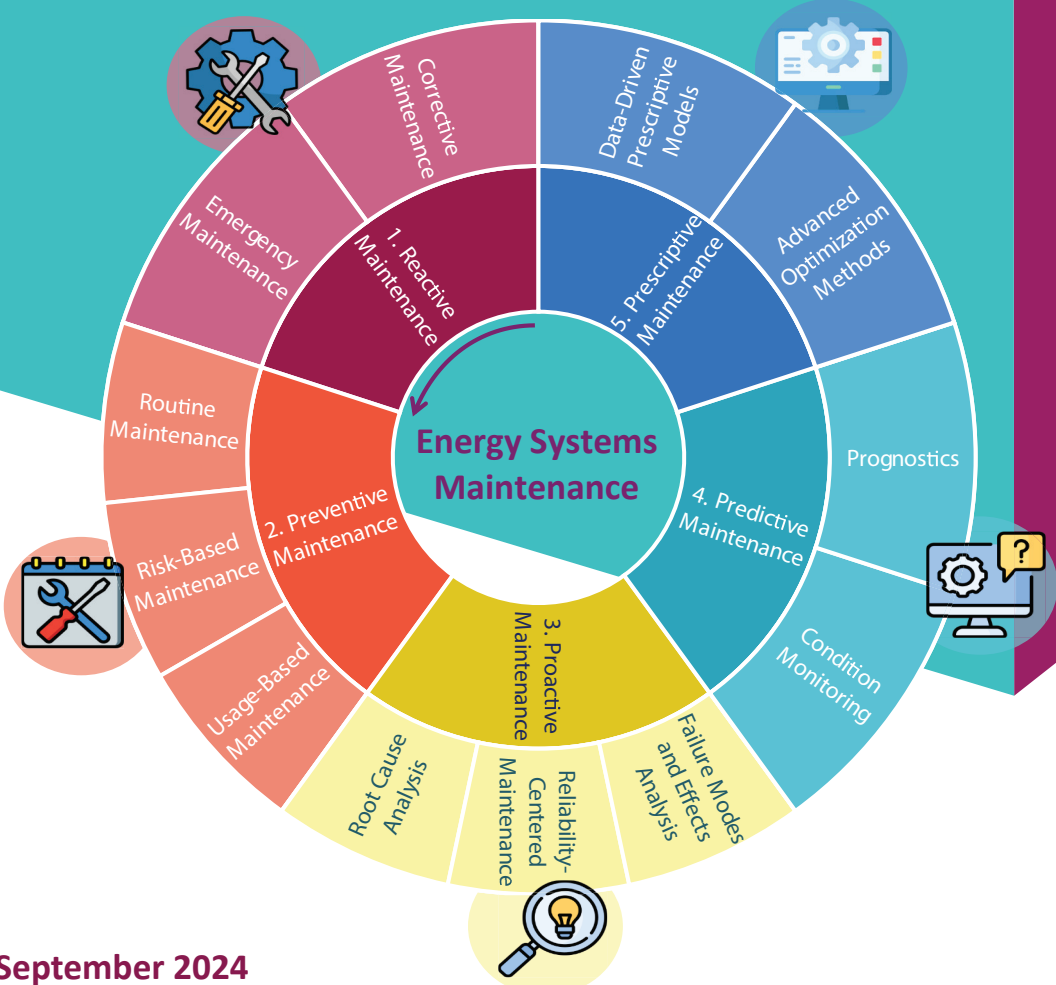 Energy Systems
Maintenance
1. Reactive
Maintenance
Corrective
Maintenance
Emergency
Maintenance
2. Preventive
Maintenance
Routine
Maintenance
Risk-Based
Maintenance
Usage-Based
Maintenance
3. Proactive
Maintenance
Root Cause
Analysis
Reliability-
Centered
Maintenance
Failure Modes
and Effects
Analysis
4. Predictive
Maintenance
Condition
Monitoring
Prognostics
?
5. Prescriptive
Maintenance
Advanced
Optimization
Methods
Data-Driven
Prescriptive
Models
September 2024